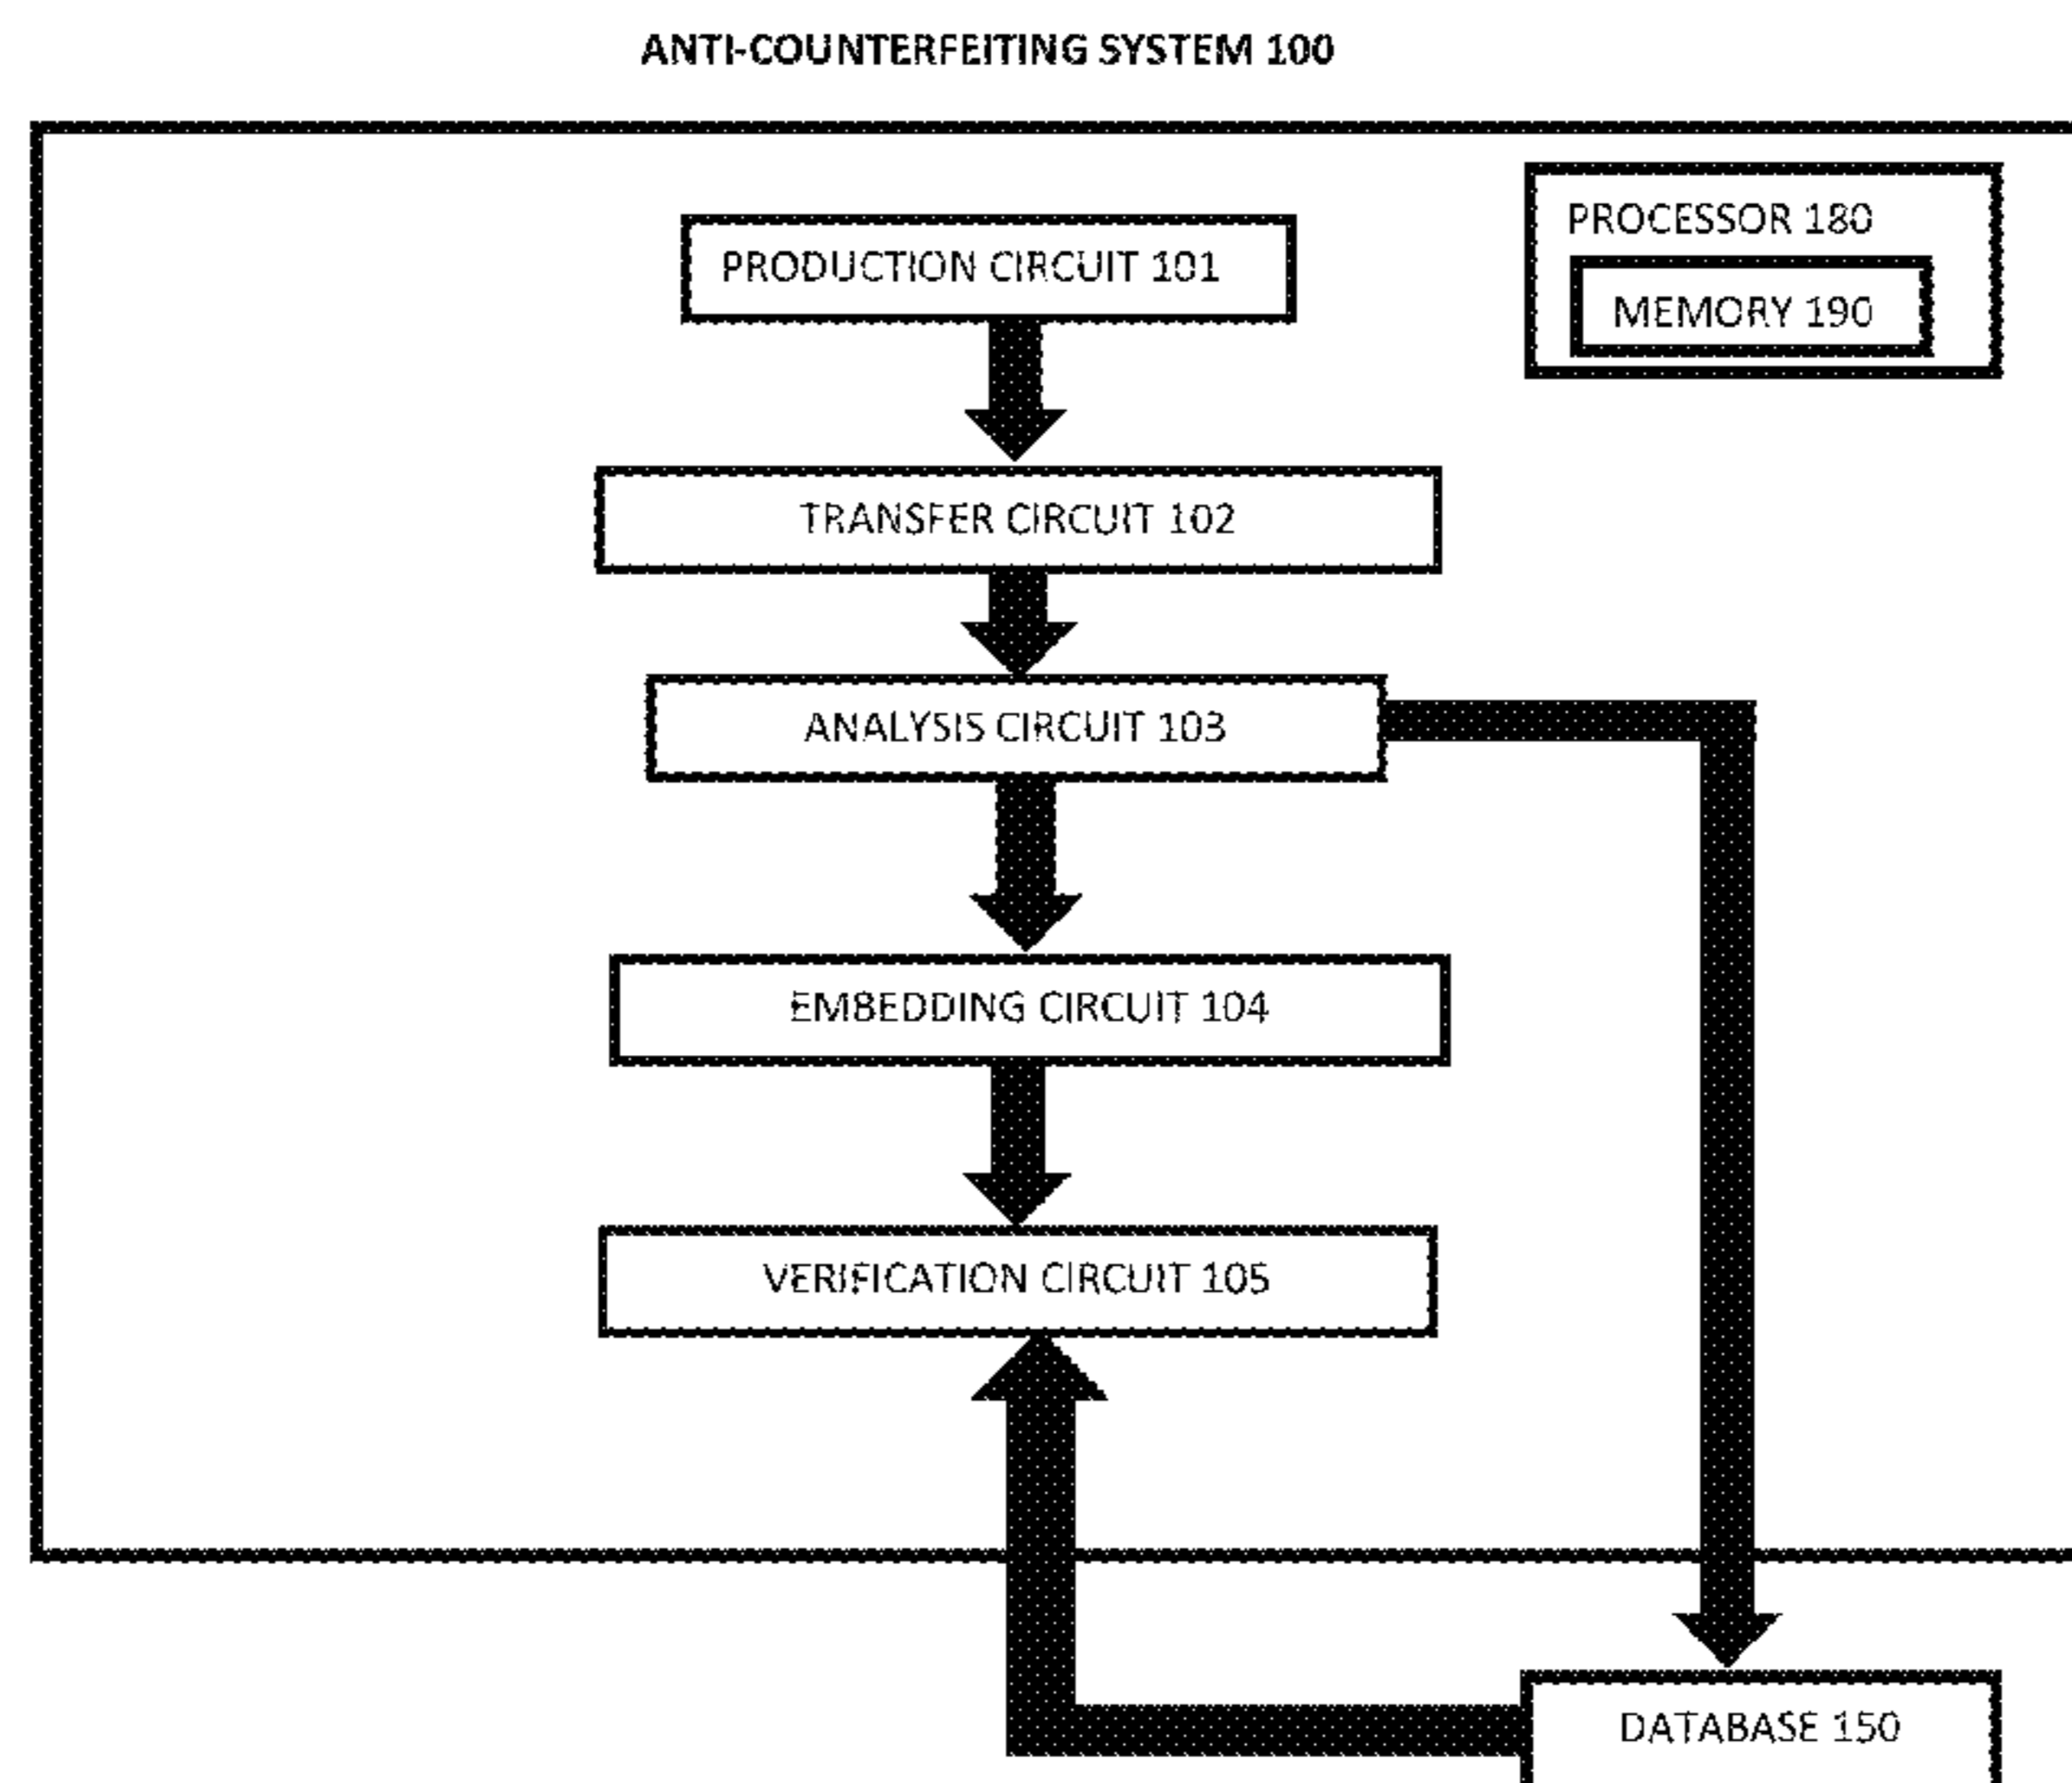 ANTI-COUNTERFEITING SYSTEM 100
PRODUCTION CIRCUIT 101
PROCESSOR 180
MEMORY 190
TRANSFER CIRCUIT 102
ANALYSIS CIRCUIT 103
EMBEDDING CIRCUIT 104
VERIFICATION CIRCUIT 105
DATABASE 150